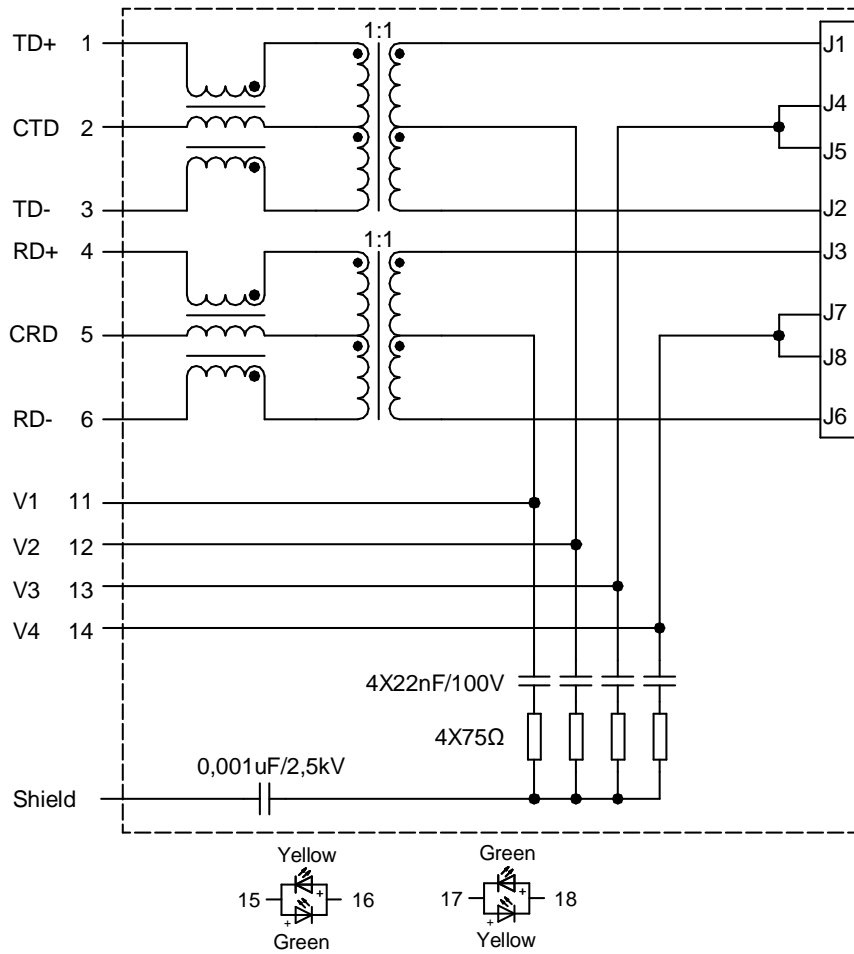 1:1
TD+ 1
J1
J4
CTD 2
J5
TD- 3
J2
1:1
RD+ 4
J3
J7
CRD 5
J8
RD- 6
J6
V1 11
V2 12
V3 13
V4 14
4X22nF/100V
4X75Ω
0,001uF/2,5kV
Shield
Yellow
Green
15
+
16
17
+
18
+
+
Green
Yellow